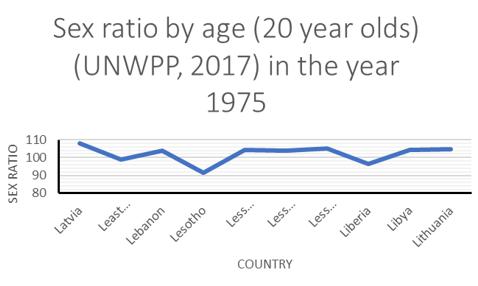 Sex ratio by age (20 year olds)
(UNWPP, 2017) in the year
1975
SEX RATIO
110
100
90
80
Latvia
Least...
Lebanon
Lesotho
Less...
Less...
Less...
Liberia
Libya
Lithuania
COUNTRY